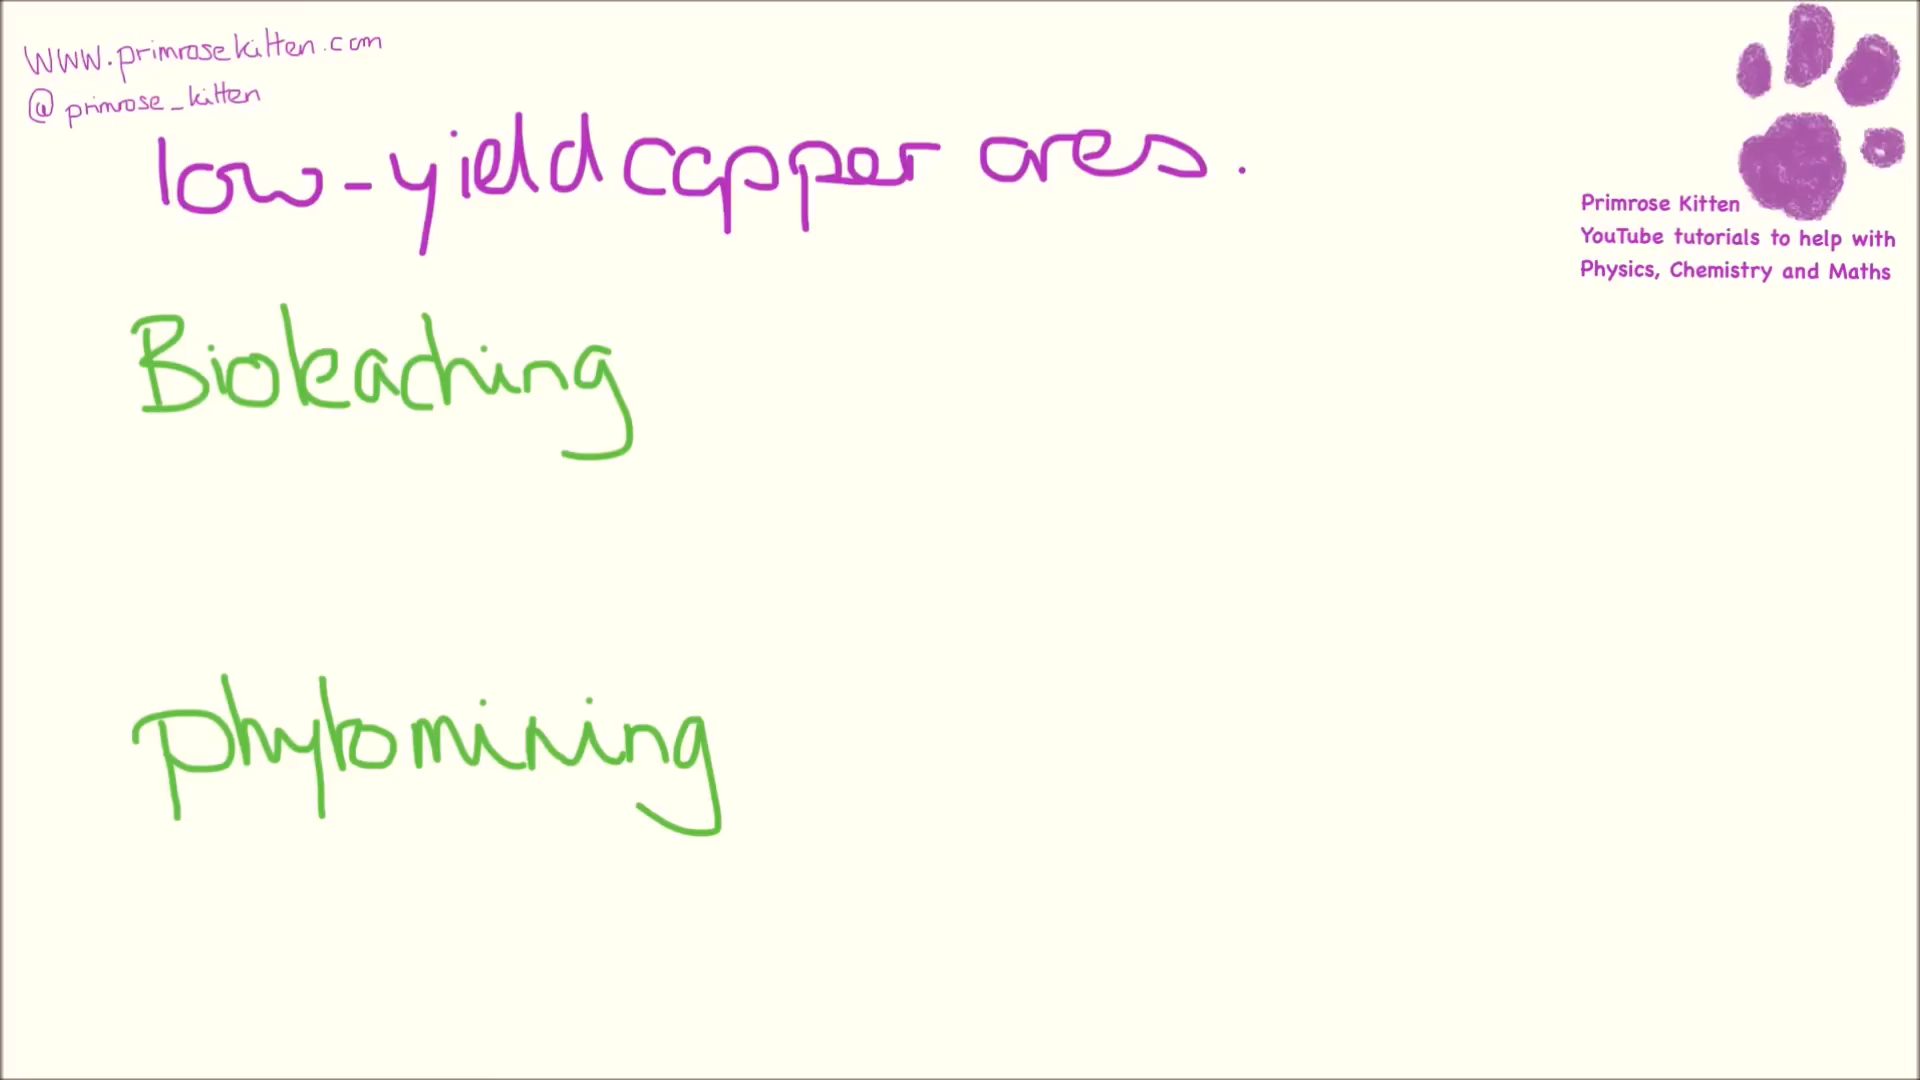 www.primrosekitten.com
@primrose_kitten
low-yield copper ores.
Primrose Kitten
YouTube tutorials to help with
Physics, Chemistry and Maths
Bioleaching
phytomining